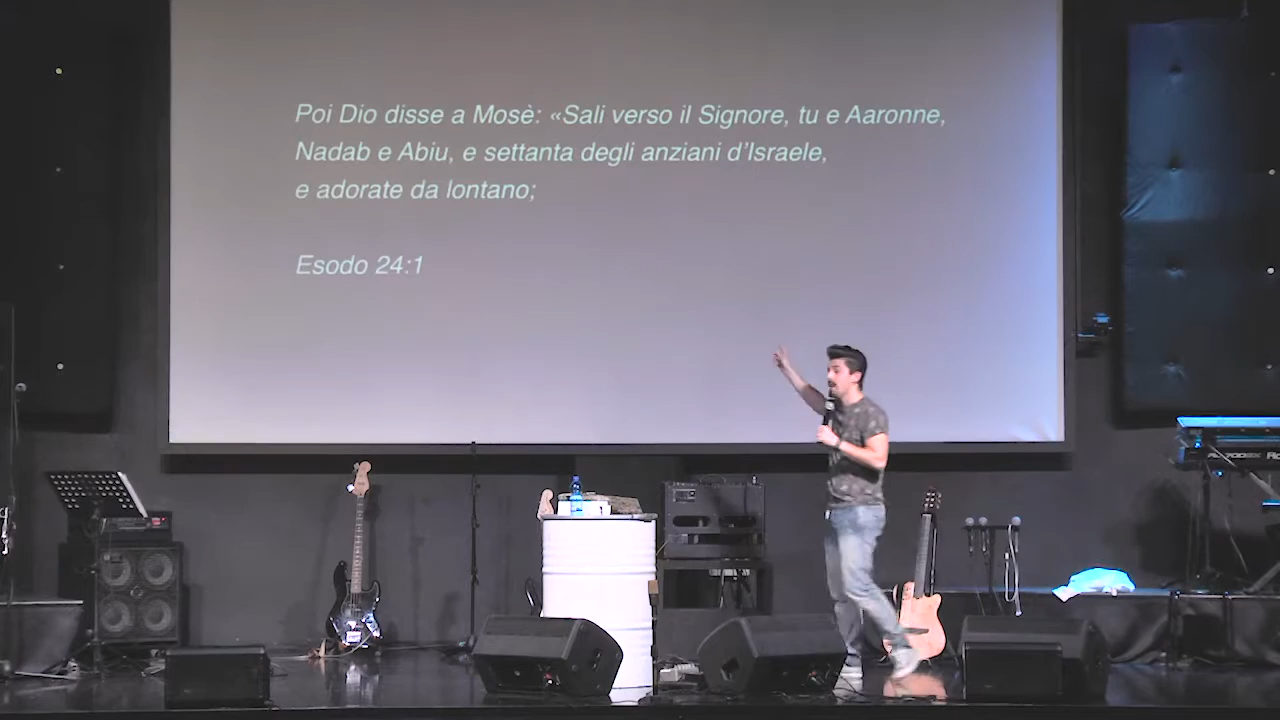 Poi Dio disse a Mosè: «Sali verso il Signore, tu e Aaronne,
Nadab e Abiu, e settanta degli anziani d'Israele,
e adorate da lontano;
Esodo 24:1